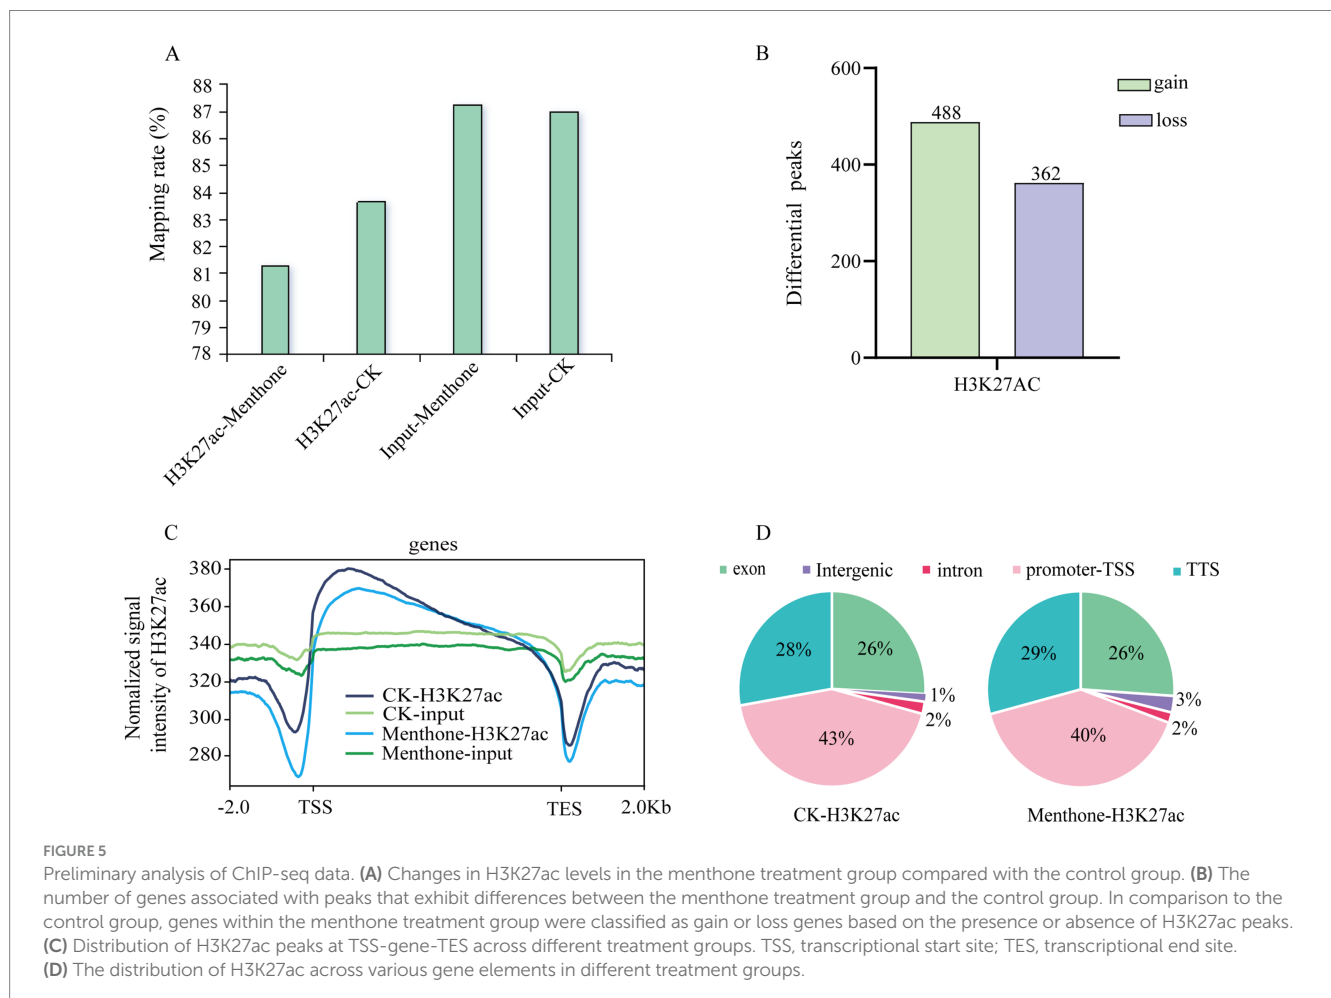 A
Mapping rate (%)
88
87
86
85
84
83
82
81
80
79
78
H3K27ac-Menthone
H3K27ac-CK
Input-Menthone
Input-CK
B
Differential peaks
600
400
200
0
488
362
gain
loss
H3K27AC
C
genes
Nomalized signal
intensity of H3K27ac
380
360
340
320
300
280
CK-H3K27ac
CK-input
Menthone-H3K27ac
Menthone-input
-2.0 TSS TES 2.0Kb
D
exon Intergenic intron promoter-TSS TTS
28% 26%
1%
2%
43%
CK-H3K27ac
29% 26%
3%
2%
40%
Menthone-H3K27ac
FIGURE 5
Preliminary analysis of ChIP-seq data. (A) Changes in H3K27ac levels in the menthone treatment group compared with the control group. (B) The
number of genes associated with peaks that exhibit differences between the menthone treatment group and the control group. In comparison to the
control group, genes within the menthone treatment group were classified as gain or loss genes based on the presence or absence of H3K27ac peaks.
(C) Distribution of H3K27ac peaks at TSS-gene-TES across different treatment groups. TSS, transcriptional start site; TES, transcriptional end site.
(D) The distribution of H3K27ac across various gene elements in different treatment groups.